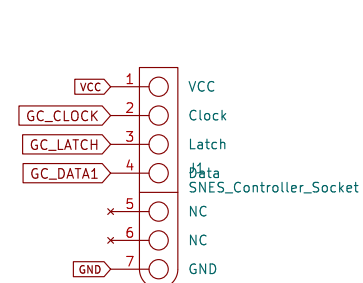 VCC 1 VCC
GC_CLOCK 2 Clock
GC_LATCH 3 Latch
J1
GC_DATA1 4 Data
SNES_Controller_Socket
5 NC
6 NC
GND 7 GND